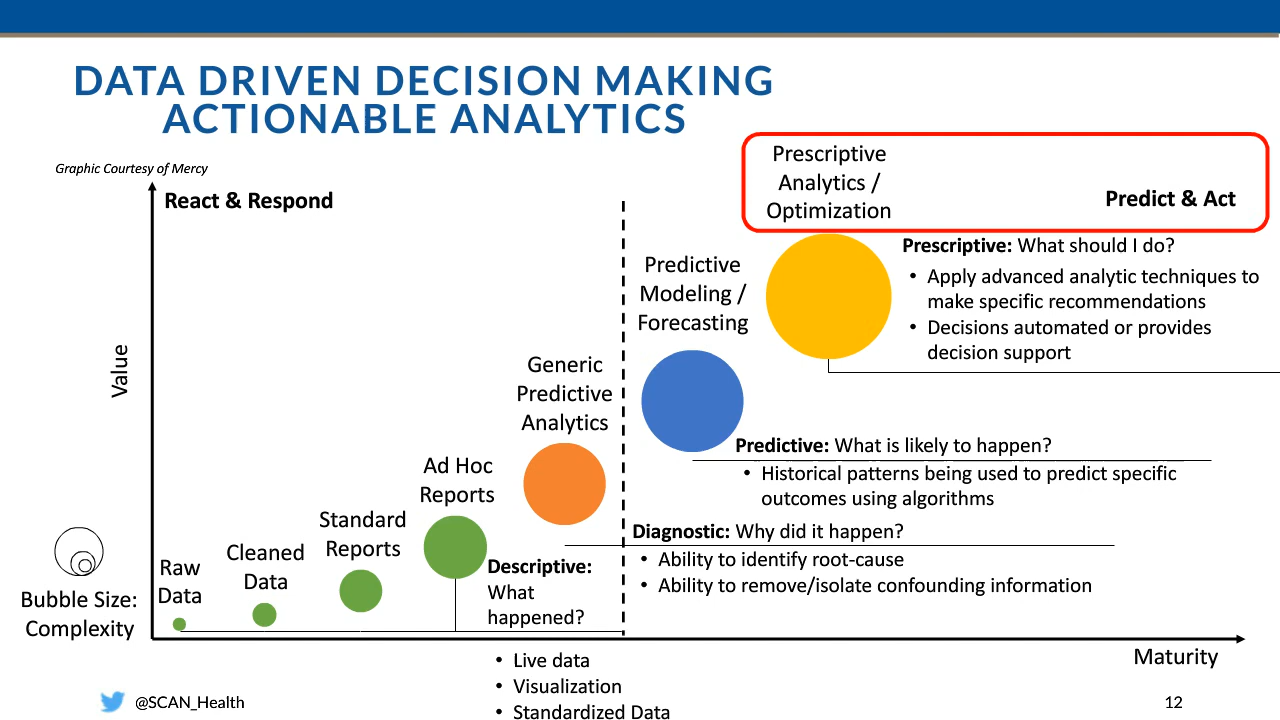 DATA DRIVEN DECISION MAKING
ACTIONABLE ANALYTICS
Graphic Courtesy of Mercy
React & Respond
Prescriptive
Analytics /
Optimization
Predict & Act
Prescriptive: What should I do?
• Apply advanced analytic techniques to
make specific recommendations
• Decisions automated or provides
decision support
Predictive
Modeling /
Forecasting
Value
Generic
Predictive
Analytics
Predictive: What is likely to happen?
• Historical patterns being used to predict specific
outcomes using algorithms
Ad Hoc
Reports
Diagnostic: Why did it happen?
• Ability to identify root-cause
• Ability to remove/isolate confounding information
Standard
Reports
Cleaned
Data
Raw
Data
Descriptive:
What
happened?
Bubble Size:
Complexity
Maturity
• Live data
• Visualization
• Standardized Data
@SCAN_Health
12